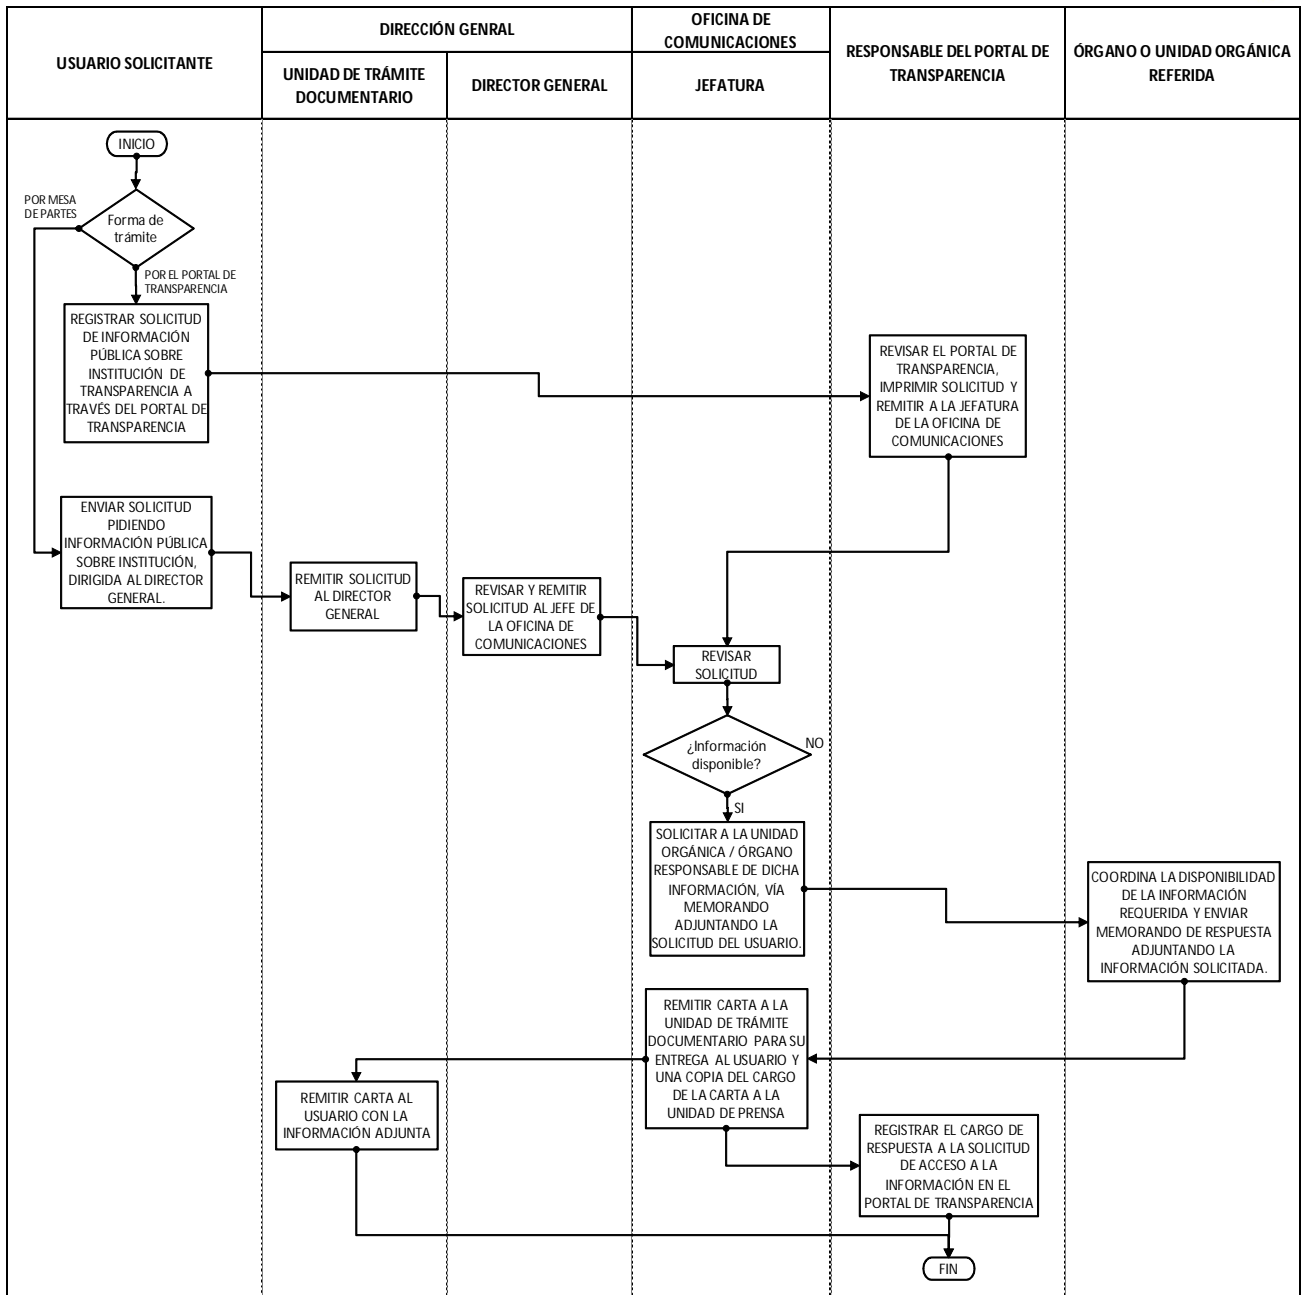 USUARIO SOLICITANTE
DIRECCIÓN GENRAL
UNIDAD DE TRÁMITE
DOCUMENTARIO
DIRECTOR GENERAL
OFICINA DE
COMUNICACIONES
JEFATURA
RESPONSABLE DEL PORTAL DE
TRANSPARENCIA
ÓRGANO O UNIDAD ORGÁNICA
REFERIDA
INICIO
POR MESA
DE PARTES
Forma de
trámite
POR EL PORTAL DE
TRANSPARENCIA
REGISTRAR SOLICITUD
DE INFORMACIÓN
PÚBLICA SOBRE
INSTITUCIÓN DE
TRANSPARENCIA A
TRAVÉS DEL PORTAL DE
TRANSPARENCIA
REVISAR EL PORTAL DE
TRANSPARENCIA,
IMPRIMIR SOLICITUD Y
REMITIR A LA JEFATURA
DE LA OFICINA DE
COMUNICACIONES
ENVIAR SOLICITUD
PIDIENDO
INFORMACIÓN PÚBLICA
SOBRE INSTITUCIÓN,
DIRIGIDA AL DIRECTOR
GENERAL.
REMITIR SOLICITUD
AL DIRECTOR
GENERAL
REVISAR Y REMITIR
SOLICITUD AL JEFE DE
LA OFICINA DE
COMUNICACIONES
REVISAR
SOLICITUD
¿Información
disponible?
NO
SI
SOLICITAR A LA UNIDAD
ORGÁNICA / ÓRGANO
RESPONSABLE DE DICHA
INFORMACIÓN, VÍA
MEMORANDO
ADJUNTANDO LA
SOLICITUD DEL USUARIO.
COORDINA LA DISPONIBILIDAD
DE LA INFORMACIÓN
REQUERIDA Y ENVIAR
MEMORANDO DE RESPUESTA
ADJUNTANDO LA
INFORMACIÓN SOLICITADA.
REMITIR CARTA A LA
UNIDAD DE TRÁMITE
DOCUMENTARIO PARA SU
ENTREGA AL USUARIO Y
UNA COPIA DEL CARGO
DE LA CARTA A LA
UNIDAD DE PRENSA
REMITIR CARTA AL
USUARIO CON LA
INFORMACIÓN ADJUNTA
REGISTRAR EL CARGO DE
RESPUESTA A LA SOLICITUD
DE ACCESO A LA
INFORMACIÓN EN EL
PORTAL DE TRANSPARENCIA
FIN